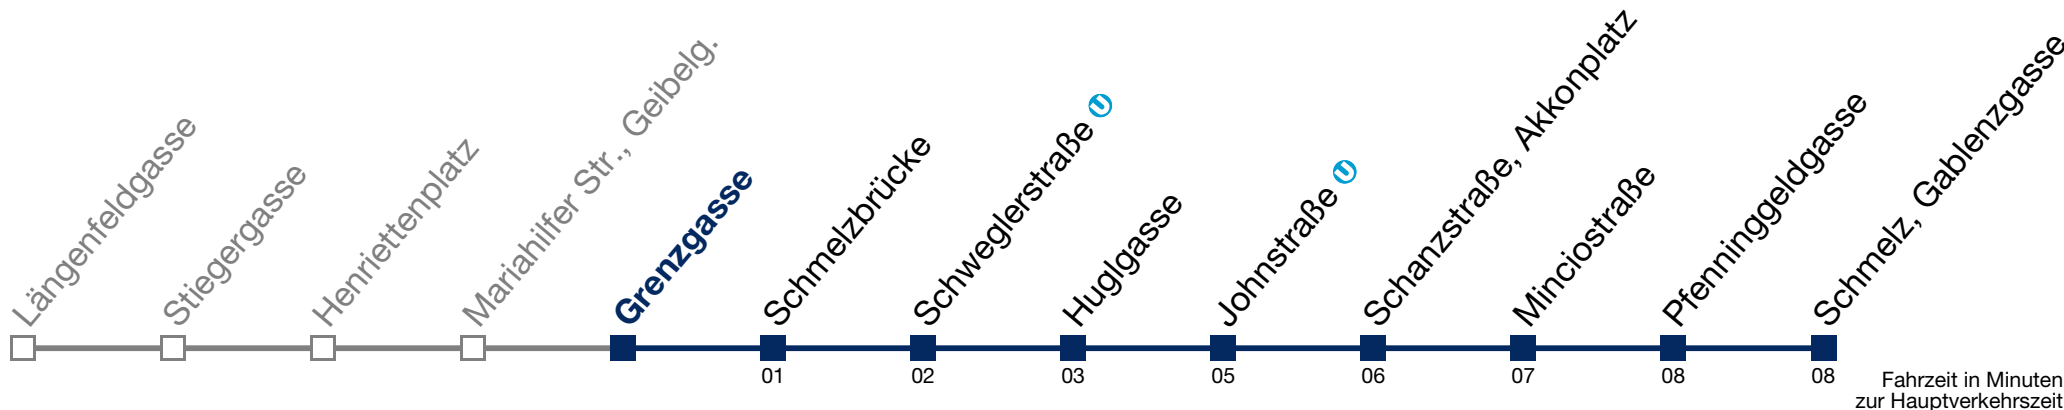 Längenfeldgasse
Stiegergasse
Henriettenplatz
Mariahilfer Str., Geibelg.
Grenzgasse
Schmelzbrücke
Schweglerstraße U
Huglgasse
Johnstraße U
Schanzstraße, Akkonplatz
Minciostraße
Pfenninggeldgasse
Schmelz, Gablenzgasse
01 02 03 05 06 07 08 08
Fahrzeit in Minuten
zur Hauptverkehrszeit